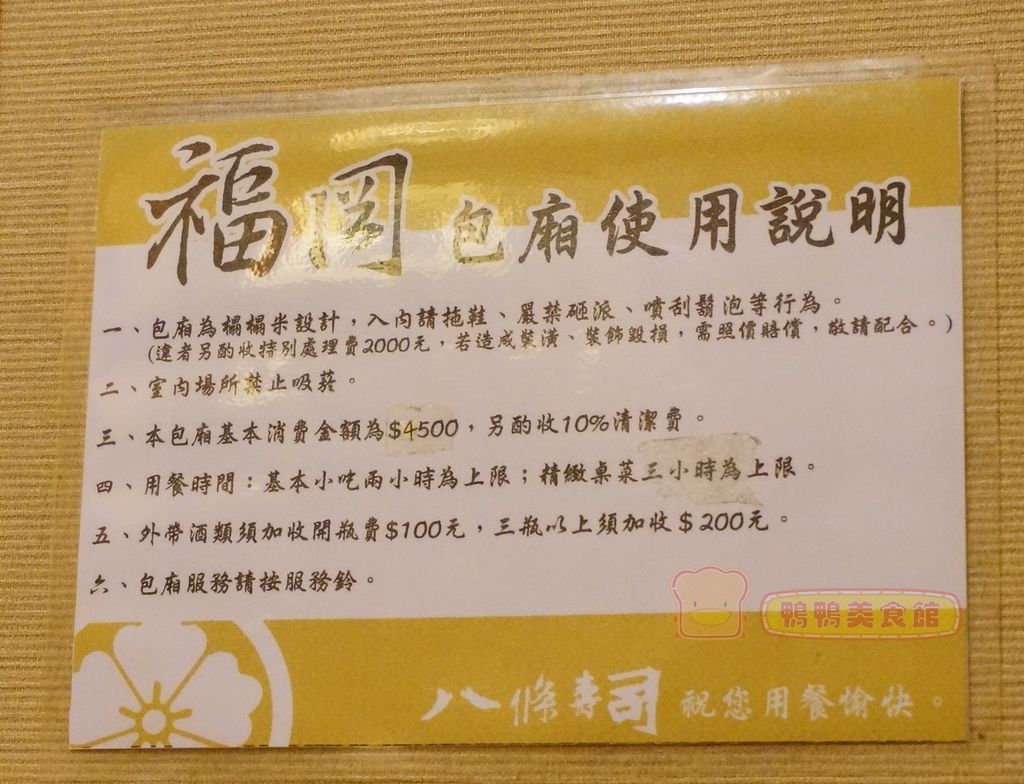 福岡 包廂使用說明
一、包廂為榻榻米設計，入內請拖鞋、嚴禁砸派、噴刮鬍泡等行為。
(違者另酌收特別處理費2000元，若造成裝潢、裝飾毀損，需照價賠償，敬請配合。)
二、室內場所禁止吸菸。
三、本包廂基本消費金額為$4500，另酌收10%清潔費。
四、用餐時間：基本小吃兩小時為上限；精緻桌菜三小時為上限。
五、外帶酒類須加收開瓶費$100元，三瓶以上須加收$200元。
六、包廂服務請按服務鈴。
鴨鴨美食館
八條壽司 祝您用餐愉快。